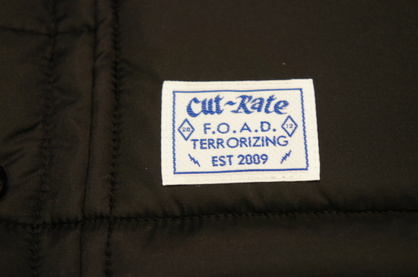 Cut-Rate
20 F.O.A.D. 12
TERRORIZING
EST 2009